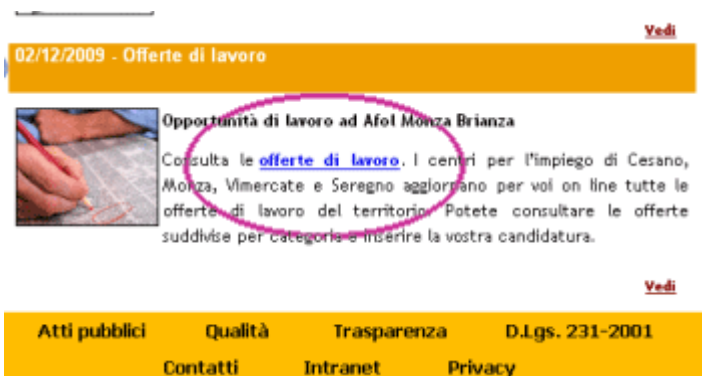 Vedi
02/12/2009 - Offerte di lavoro
Opportunità di lavoro ad Afol Monza Brianza
Consulta le offerte di lavoro. I centri per l'impiego di Cesano,
Monza, Vimercate e Seregno aggiornano per voi on line tutte le
offerte di lavoro del territorio. Potete consultare le offerte
suddivise per categoria e inserire la vostra candidatura.
Vedi
Atti pubblici Qualità Trasparenza D.Lgs. 231-2001
Contatti Intranet Privacy